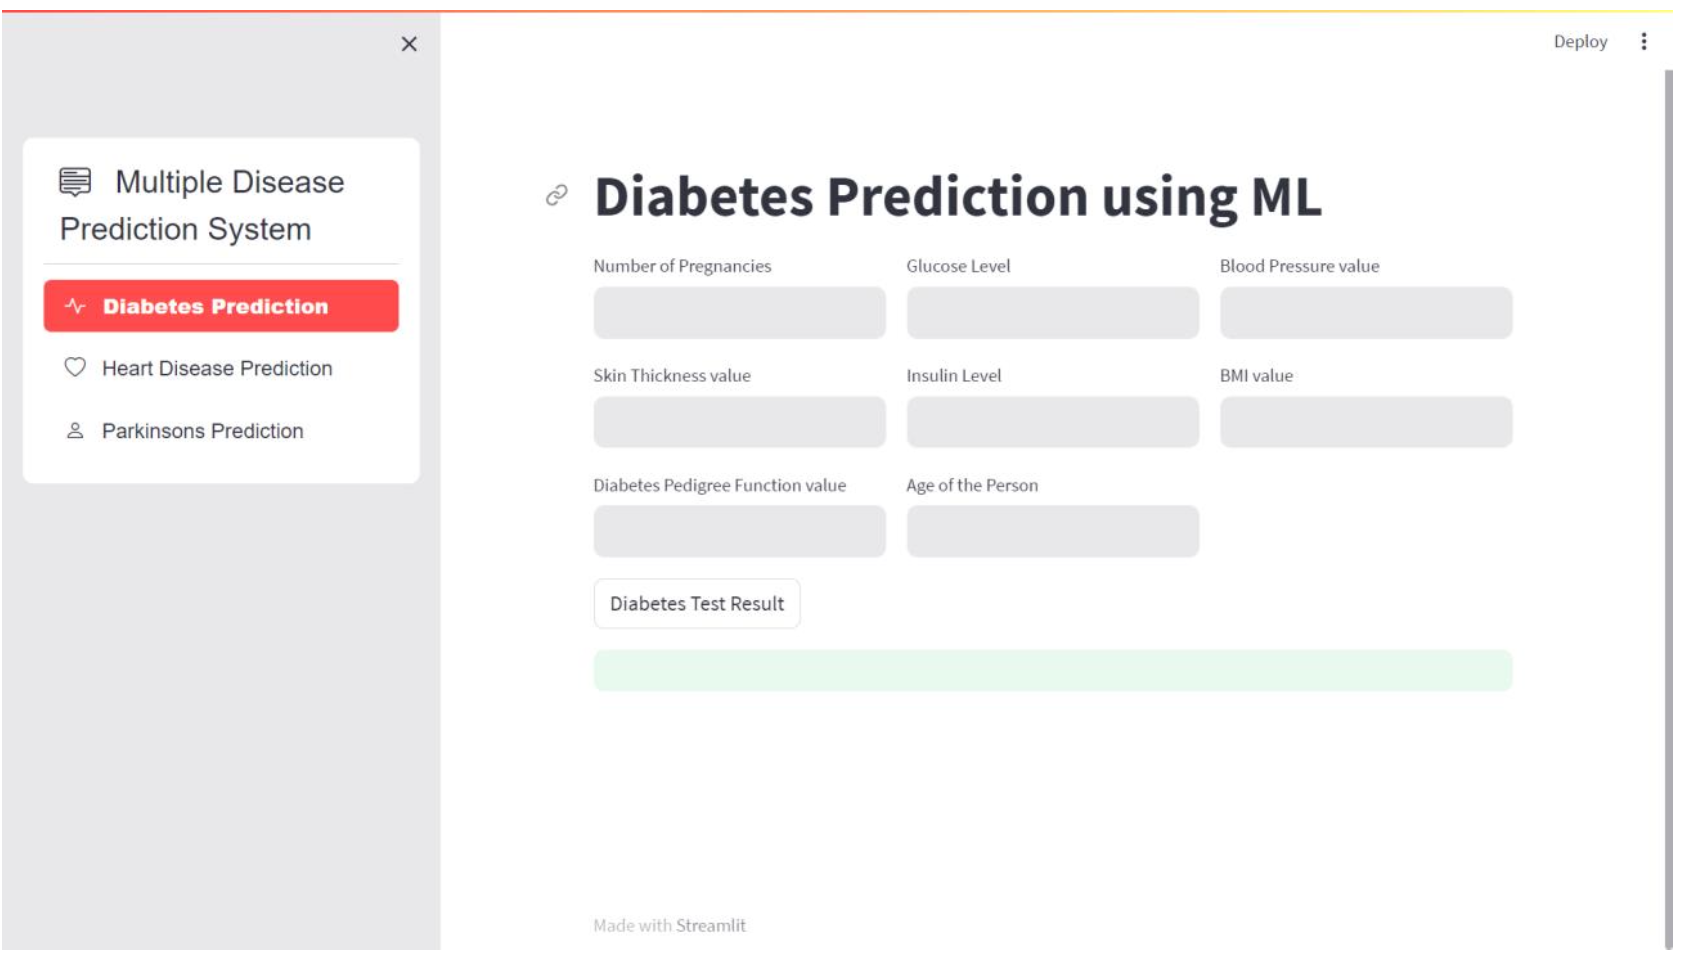 Deploy
Multiple Disease
Prediction System
Diabetes Prediction
Heart Disease Prediction
Parkinsons Prediction
Diabetes Prediction using ML
Number of Pregnancies
Glucose Level
Blood Pressure value
Skin Thickness value
Insulin Level
BMI value
Diabetes Pedigree Function value
Age of the Person
Diabetes Test Result
Made with Streamlit